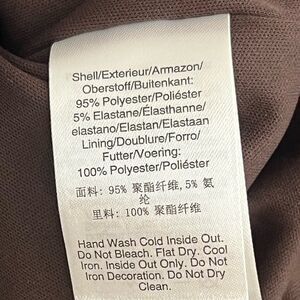 Shell/Exterieur/Armazon/
Oberstoff/Buitenkant:
95% Polyester/Poliéster
5% Elastane/Élasthanne/
elastano/Elastan/Elastaan
Lining/Doublure/Forro/
Futter/Voering:
100% Polyester/Poliéster
面料: 95% 聚酯纤维, 5% 氨
纶
里料: 100% 聚酯纤维
Hand Wash Cold Inside Out.
Do Not Bleach. Flat Dry. Cool
Iron. Inside Out Only. Do Not
Iron. Decoration. Do Not Dry
Clean.